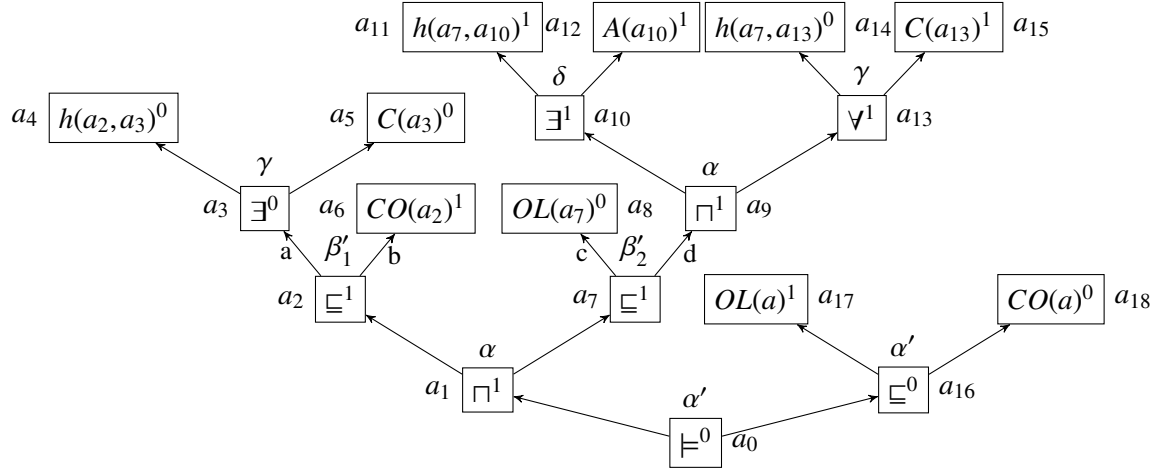 a₁₁ h(a₇, a₁₀)¹ a₁₂ A(a₁₀)¹ h(a₇, a₁₃)⁰ a₁₄ C(a₁₃)¹ a₁₅
δ γ
a₄ h(a₂, a₃)⁰ a₅ C(a₃)⁰ ∃¹ a₁₀ ∀¹ a₁₃
γ α
a₃ ∃⁰ a₆ CO(a₂)¹ OL(a₇)⁰ a₈ ⊓¹ a₉
a β′₁ b c β′₂ d
a₂ ⊑¹ a₇ ⊑¹ OL(a)¹ a₁₇ CO(a)⁰ a₁₈
α α′
a₁ ⊓¹ ⊑⁰ a₁₆
α′
⊨⁰ a₀